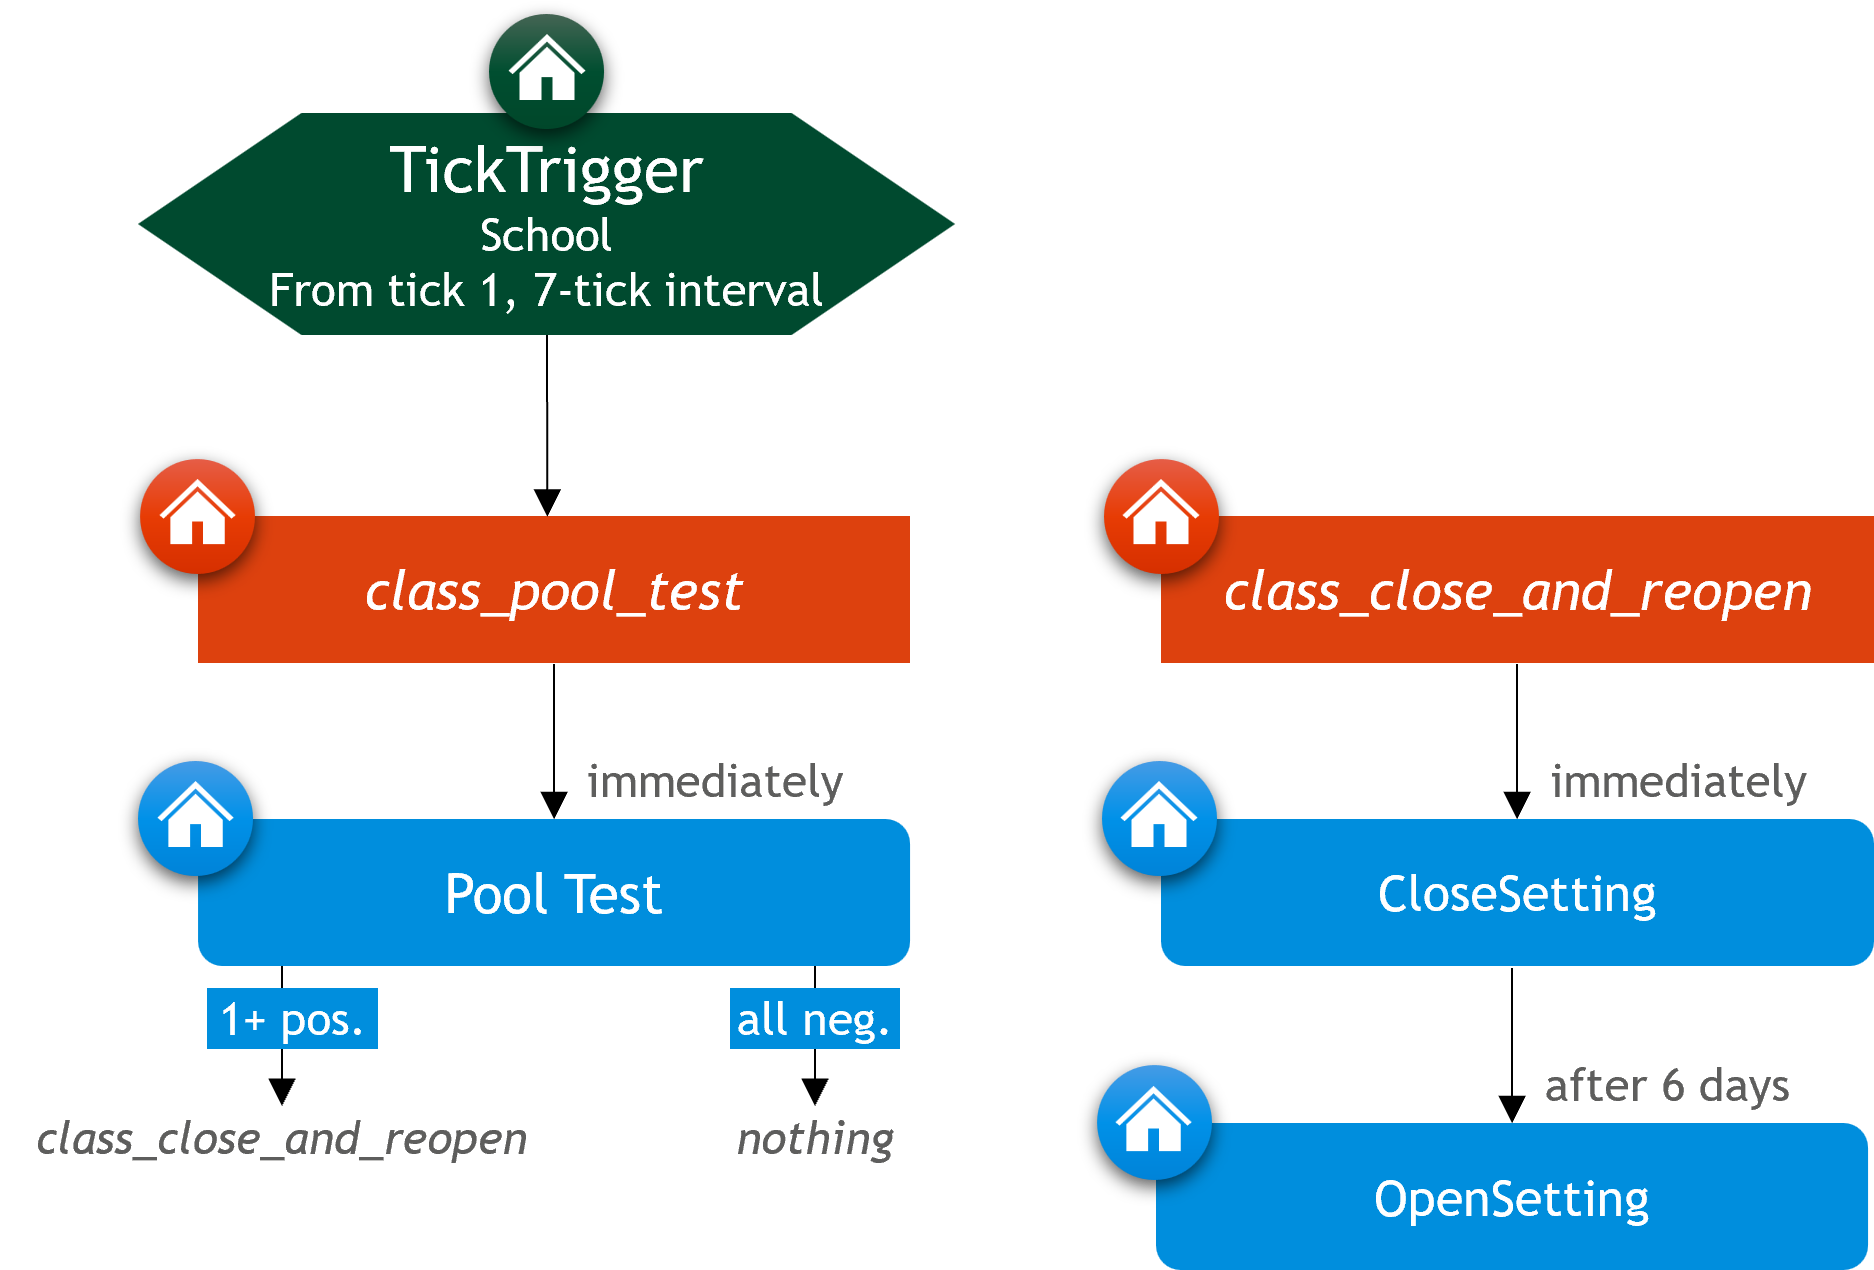 TickTrigger
School
From tick 1, 7-tick interval
class_pool_test
immediately
Pool Test
1+ pos.
all neg.
class_close_and_reopen
nothing
class_close_and_reopen
immediately
CloseSetting
after 6 days
OpenSetting